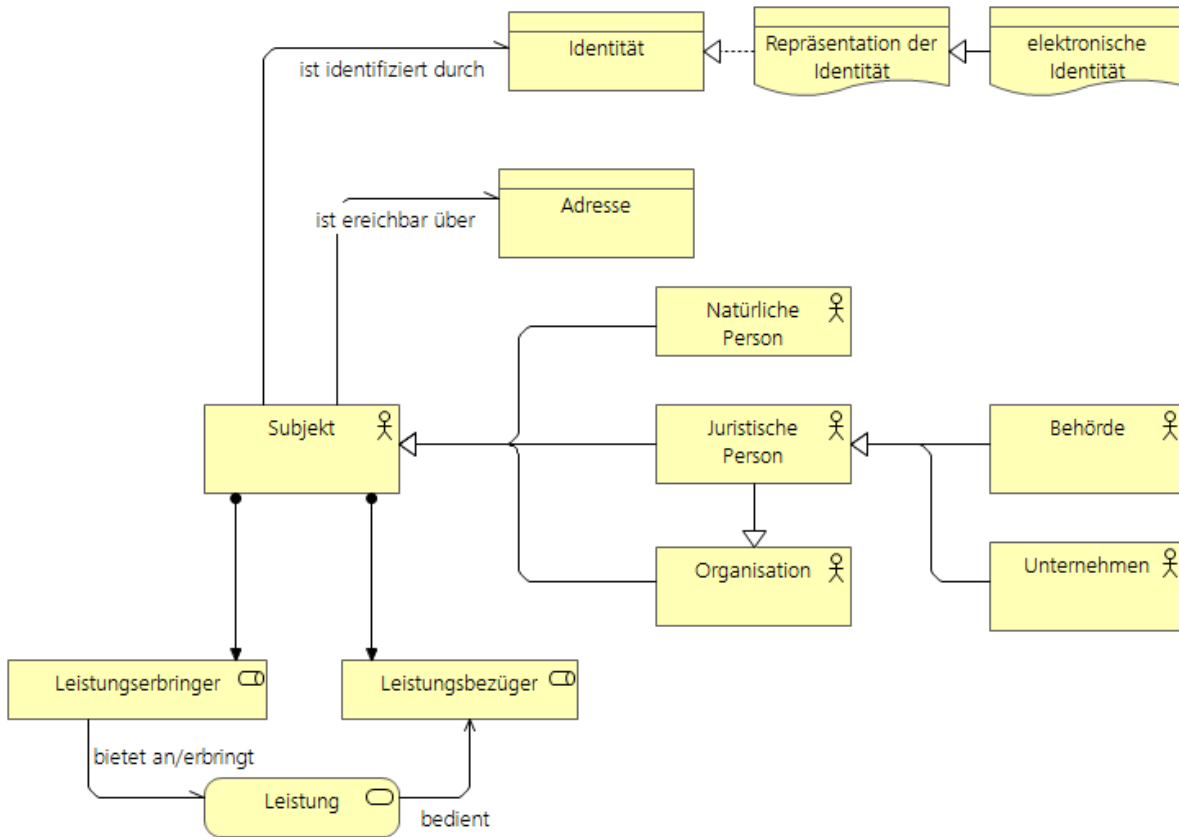 Identität
Repräsentation der
Identität
elektronische
Identität
ist identifiziert durch
Adresse
ist ereichbar über
Natürliche
Person
Subjekt
Juristische
Person
Behörde
Organisation
Unternehmen
Leistungserbringer
Leistungsbezüger
bietet an/erbringt
Leistung
bedient